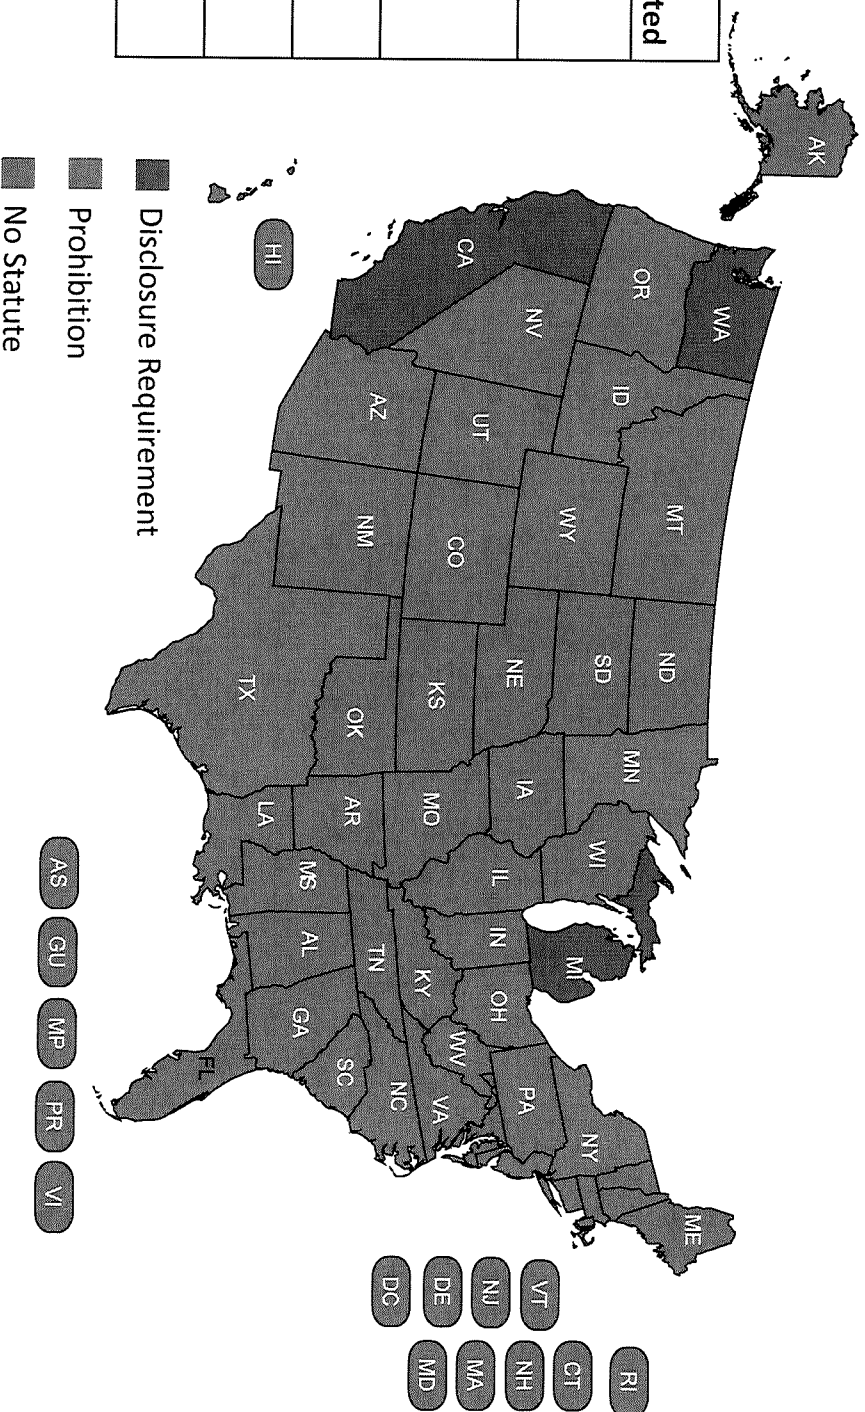 ted
AK
WA
OR
CA
NV
ID
MT
WY
UT
AZ
NM
CO
ND
SD
NE
KS
OK
TX
MN
IA
MO
AR
LA
WI
IL
MS
MI
IN
KY
TN
AL
OH
WV
VA
NC
SC
GA
FL
PA
NY
ME
HI
VT
NJ
DE
DC
RI
CT
NH
MA
MD
AS
GU
MP
PR
VI
Disclosure Requirement
Prohibition
No Statute